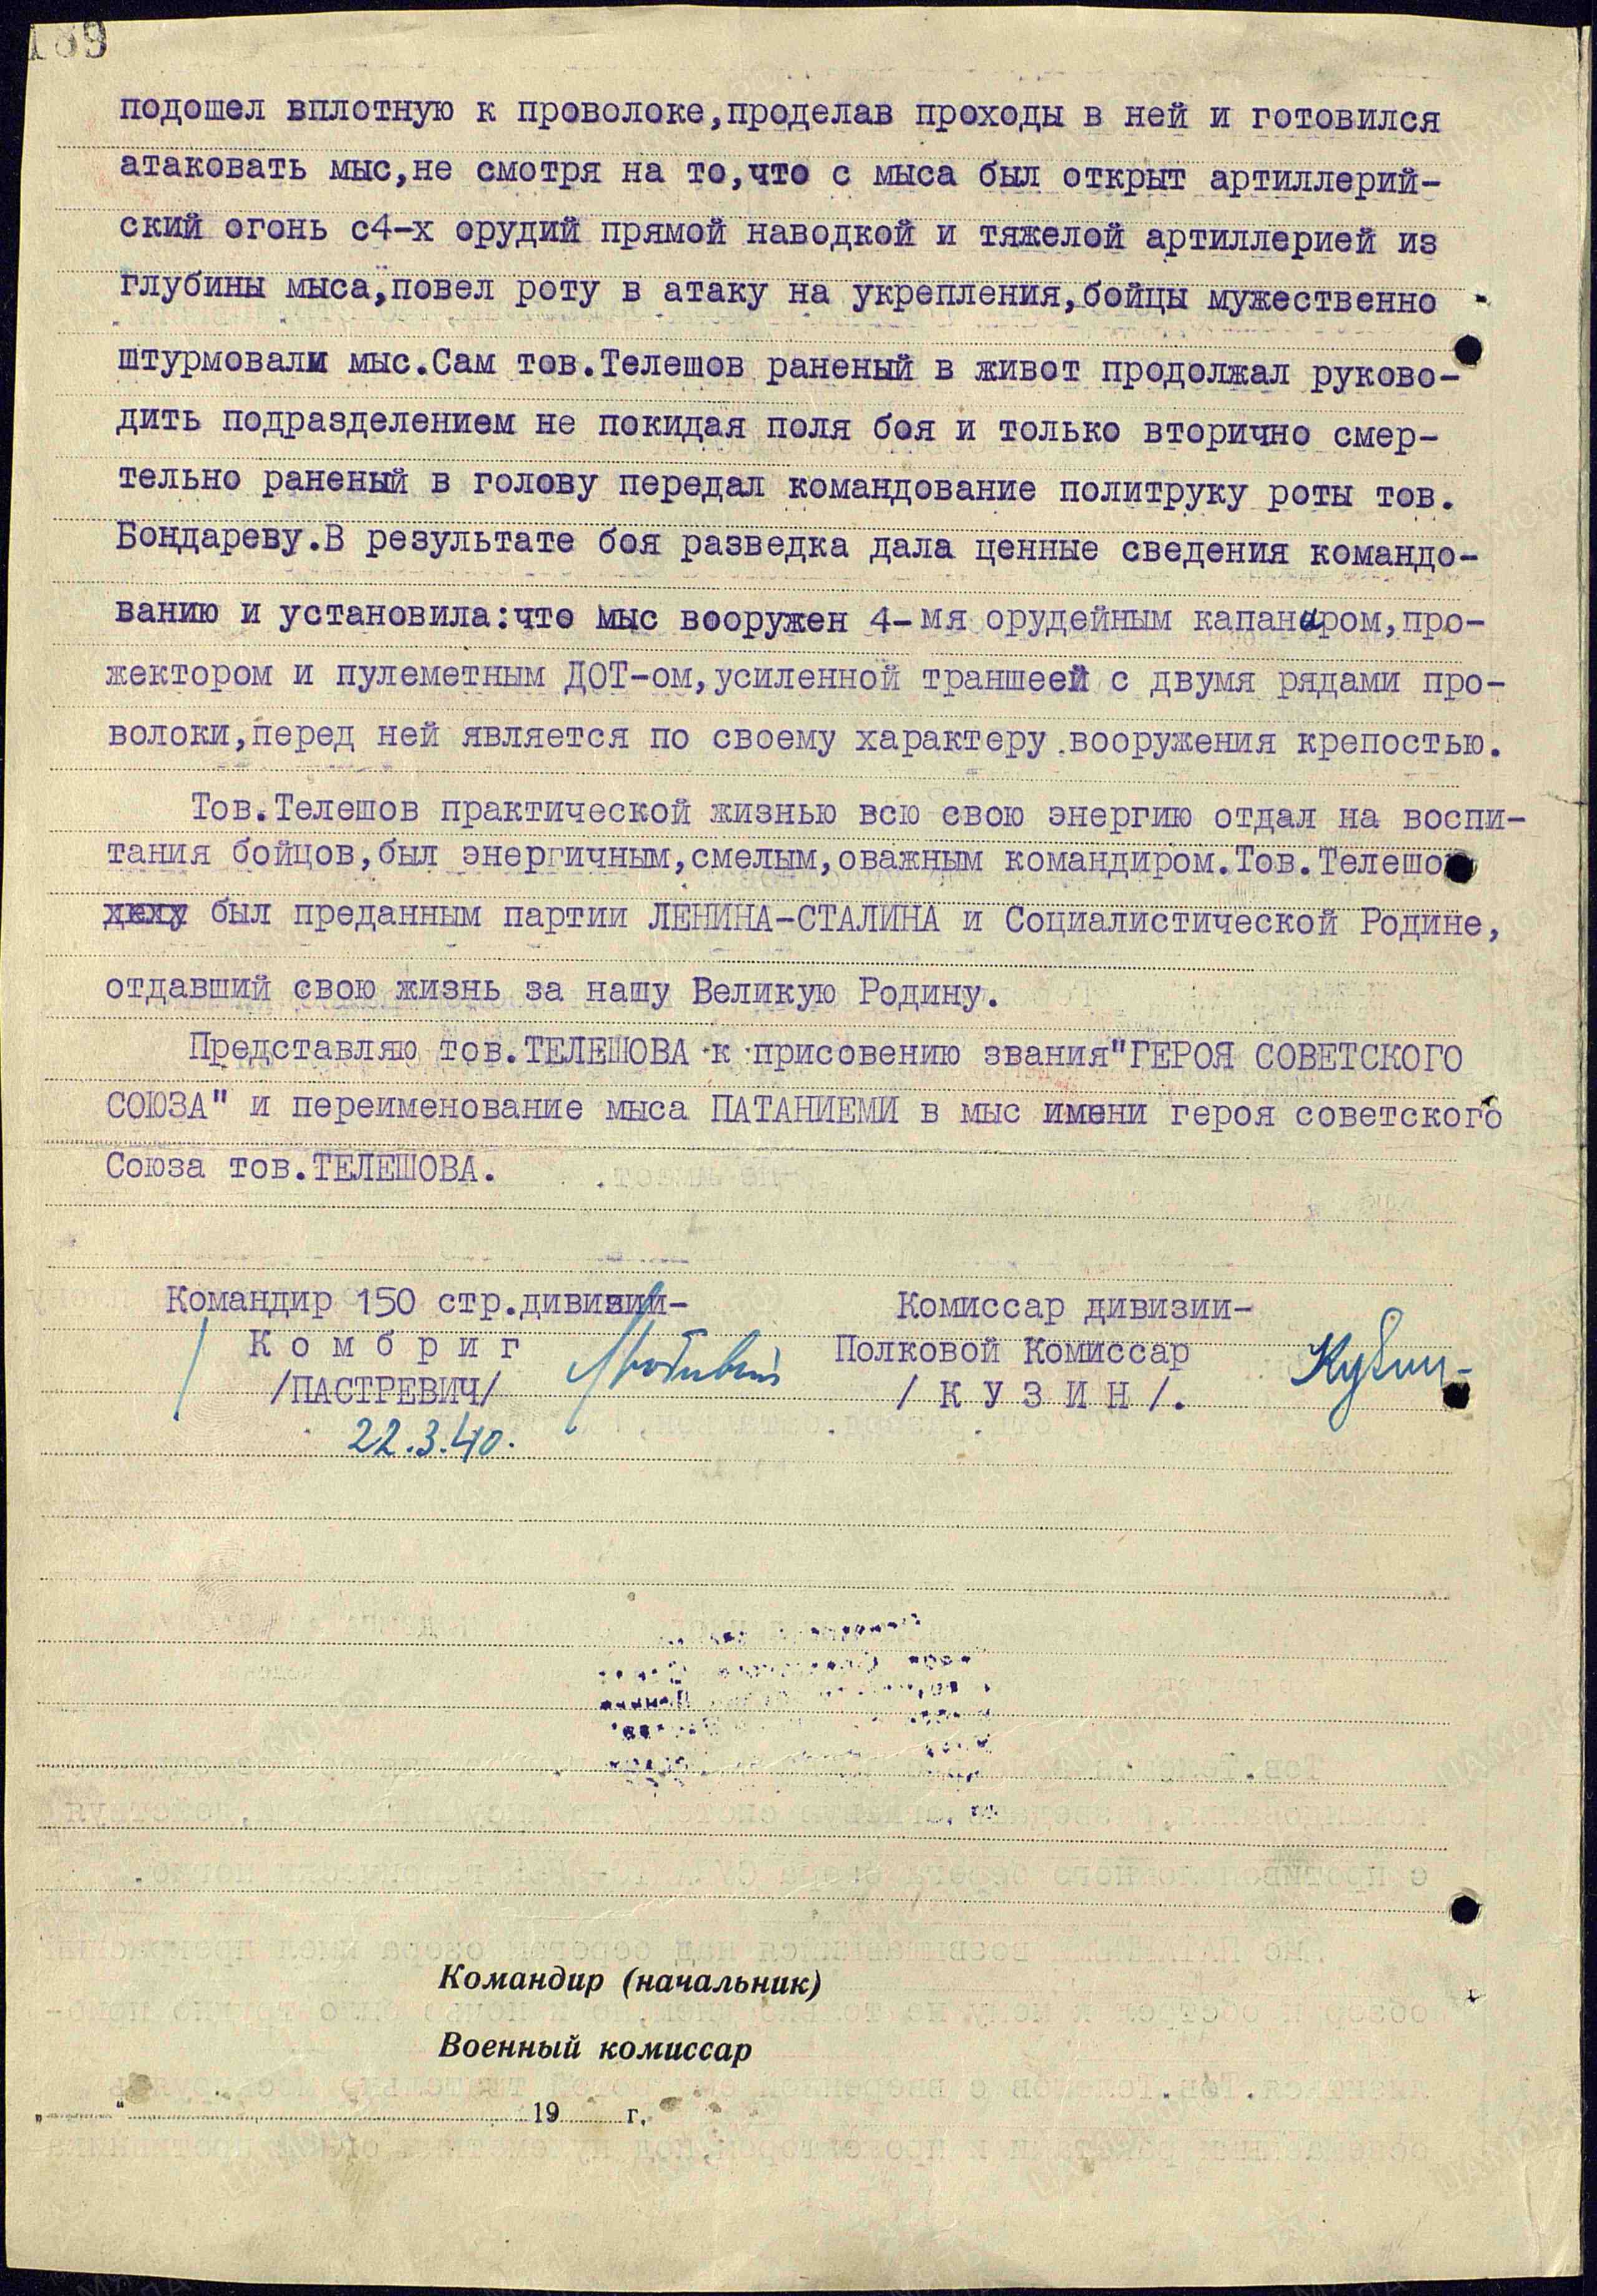 189
подошел вплотную к проволоке,проделав проходы в ней и готовился
атаковать мыс,не смотря на то,что с мыса был открыт артиллерий-
ский огонь с4-х орудий прямой наводкой и тяжелой артиллерией из
глубины мыса,повел роту в атаку на укрепления,бойцы мужественно
штурмовали мыс.Сам тов.Телешов раненый в живот продолжал руково-
дить подразделением не покидая поля боя и только вторично смер-
тельно раненый в голову передал командование политруку роты тов.
Бондареву.В результате боя разведка дала ценные сведения командо-
ванию и установила:что мыс вооружен 4-мя орудейным капаниром,про-
жектором и пулеметным ДОТ-ом,усиленной траншеей с двумя рядами про-
волоки,перед ней является по своему характеру вооружения крепостью.
Тов.Телешов практической жизнью всю свою энергию отдал на воспи-
тания бойцов,был энергичным,смелым,оважным командиром.Тов.Телешов
был преданным партии ЛЕНИНА-СТАЛИНА и Социалистической Родине,
отдавший свою жизнь за нашу Великую Родину.
Представляю тов.ТЕЛЕШОВА к присовению звания"ГЕРОЯ СОВЕТСКОГО
СОЮЗА" и переименование мыса ПАТАНИЕМИ в мыс имени героя советского
Союза тов.ТЕЛЕШОВА.
Командир 150 стр.дивизии-
Комбриг
/ПАСТРЕВИЧ/
22.3.40.
Комиссар дивизии-
Полковой Комиссар
/КУЗИН/.
Кузин
Командир (начальник)
Военный комиссар
„ " 19 г.